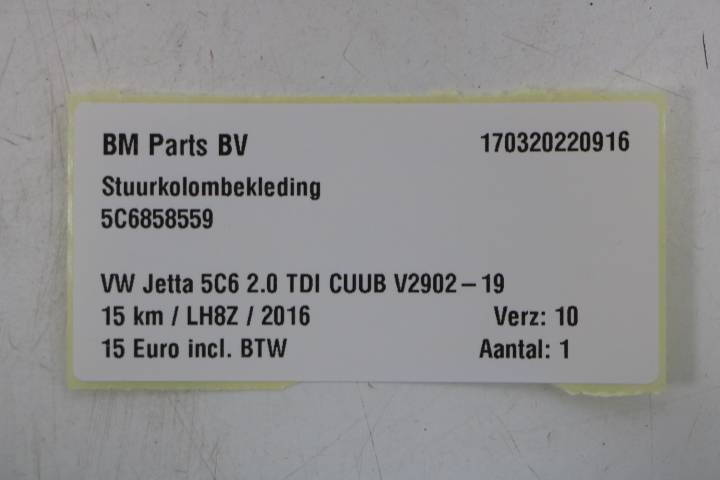 BM Parts BV 170320220916
Stuurkolombekleding
5C6858559
VW Jetta 5C6 2.0 TDI CUUB V2902-19
15 km / LH8Z / 2016 Verz: 10
15 Euro incl. BTW Aantal: 1